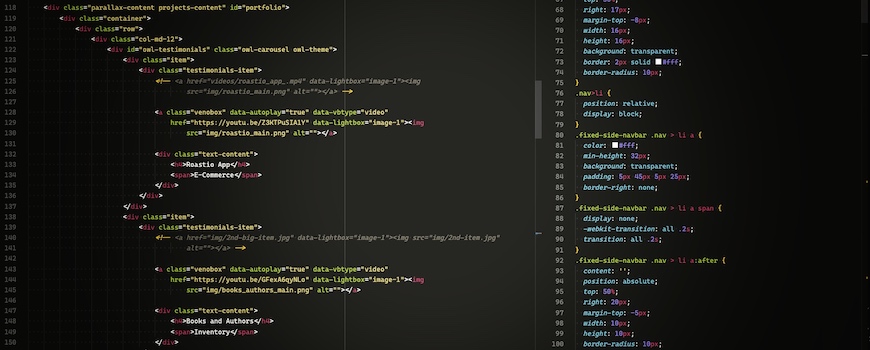 118 <div class="parallax-content projects-content" id="portfolio">
119 <div class="container">
120 <div class="row">
121 <div class="col-md-12">
122 <div id="owl-testimonials" class="owl-carousel owl-theme">
123 <div class="item">
124 <div class="testimonials-item">
125 <!-- <a href="videos/roastio_app_.mp4" data-lightbox="image-1"><img
126 src="img/roastio_main.png" alt=""></a> -->
127
128 <a class="venobox" data-autoplay="true" data-vbtype="video"
129 href="https://youtu.be/Z3KTPuSIA1Y" data-lightbox="image-1"><img
130 src="img/roastio_main.png" alt=""></a>
131
132 <div class="text-content">
133 <h4>Roastio App</h4>
134 <span>E-Commerce</span>
135 </div>
136 </div>
137 </div>
138 <div class="item">
139 <div class="testimonials-item">
140 <!-- <a href="img/2nd-big-item.jpg" data-lightbox="image-1"><img src="img/2nd-item.jpg"
141 alt=""></a> -->
142
143 <a class="venobox" data-autoplay="true" data-vbtype="video"
144 href="https://youtu.be/GFexA6qyNLo" data-lightbox="image-1"><img
145 src="img/books_authors_main.png" alt=""></a>
146
147 <div class="text-content">
148 <h4>Books and Authors</h4>
149 <span>Inventory</span>
150 </div>
68 right: 17px;
69 margin-top: -8px;
70 width: 16px;
71 height: 16px;
72 background: transparent;
73 border: 2px solid #fff;
74 border-radius: 10px;
75 }
76 .nav>li {
77 position: relative;
78 display: block;
79 }
80 .fixed-side-navbar .nav > li a {
81 color: #fff;
82 min-height: 32px;
83 background: transparent;
84 padding: 5px 45px 5px 25px;
85 border-right: none;
86 }
87 .fixed-side-navbar .nav > li a span {
88 display: none;
89 -webkit-transition: all .2s;
90 transition: all .2s;
91 }
92 .fixed-side-navbar .nav > li a:after {
93 content: '';
94 position: absolute;
95 top: 50%;
96 right: 20px;
97 margin-top: -5px;
98 width: 10px;
99 height: 10px;
100 border-radius: 10px;